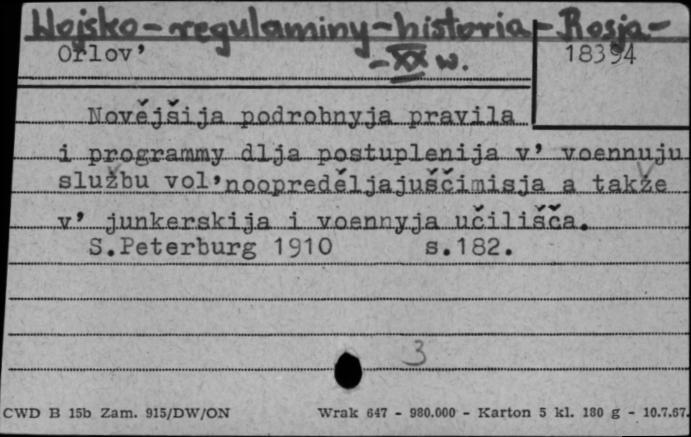 Wojsko-regulaminy-historia-Rosja-
-XX w.
Orlov’
18394
Novějšija podrobnyja pravila
i programmy dlja postuplenija v’ voennuju
službu vol’noopreděljajuščimisja a takže
v’ junkerskija i voennyja učilišča.
S.Peterburg 1910 s.182.
3
CWD B 15b Zam. 915/DW/ON Wrak 647 - 980.000 - Karton 5 kl. 180 g - 10.7.67.